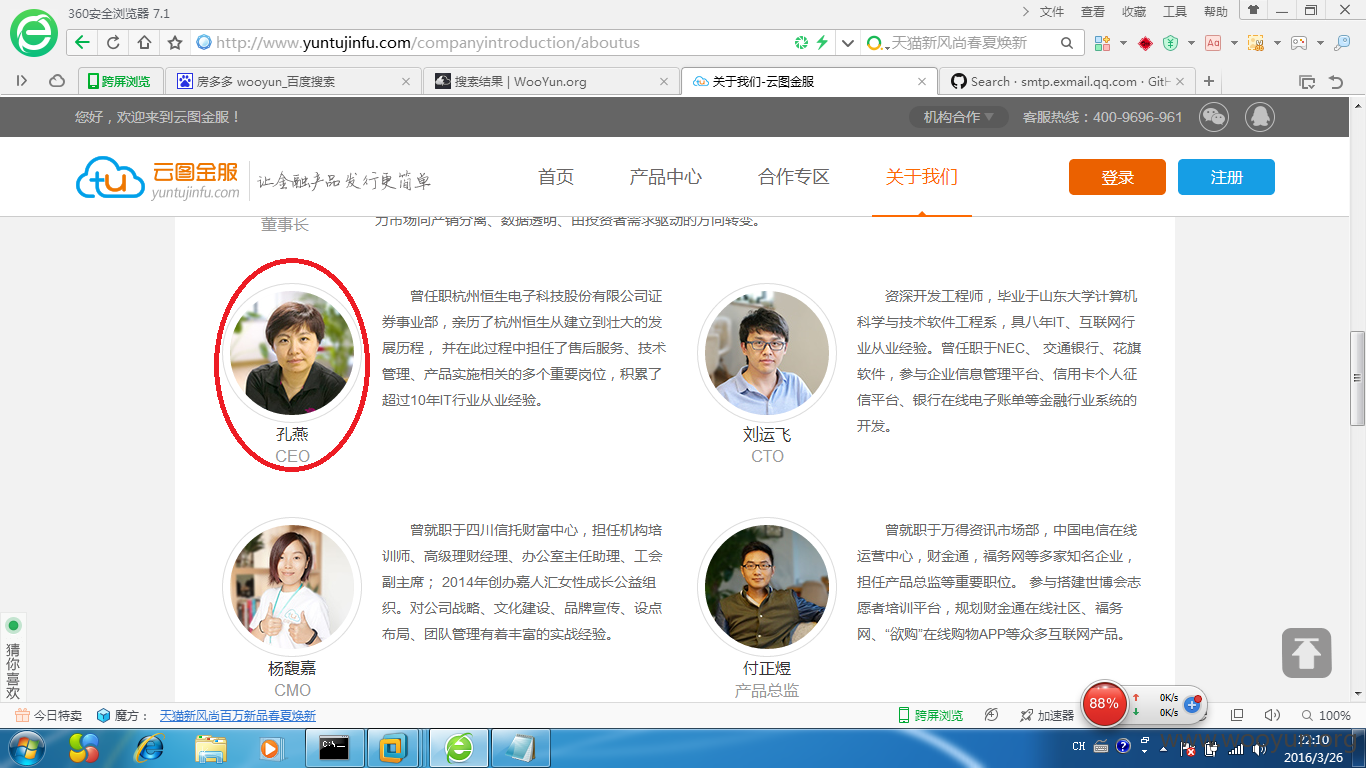 360安全浏览器 7.1
文件 查看 收藏 工具 帮助
http://www.yuntujinfu.com/companyintroduction/aboutus
天猫新风尚春夏焕新
跨屏浏览
房多多 wooyun_百度搜索
搜索结果 | WooYun.org
关于我们-云图金服
Search · smtp.exmail.qq.com · GitH
您好，欢迎来到云图金服！
机构合作
客服热线：400-9696-961
云图金服
yuntujinfu.com
让金融产品发行更简单
首页 产品中心 合作专区 关于我们
登录 注册
董事长
力市场向产销分离、数据透明、由投资者需求驱动的方向转变。
曾任职杭州恒生电子科技股份有限公司证
券事业部，亲历了杭州恒生从建立到壮大的发
展历程， 并在此过程中担任了售后服务、技术
管理、产品实施相关的多个重要岗位，积累了
超过10年IT行业从业经验。
孔燕
CEO
资深开发工程师，毕业于山东大学计算机
科学与技术软件工程系，具八年IT、互联网行
业从业经验。曾任职于NEC、 交通银行、花旗
软件，参与企业信息管理平台、信用卡个人征
信平台、银行在线电子账单等金融行业系统的
开发。
刘运飞
CTO
曾就职于四川信托财富中心，担任机构培
训师、高级理财经理、办公室主任助理、工会
副主席； 2014年创办嘉人汇女性成长公益组
织。对公司战略、文化建设、品牌宣传、设点
布局、团队管理有着丰富的实战经验。
杨馥嘉
CMO
曾就职于万得资讯市场部，中国电信在线
运营中心，财金通，福务网等多家知名企业，
担任产品总监等重要职位。 参与搭建世博会志
愿者培训平台，规划财金通在线社区、福务
网、“欲购”在线购物APP等众多互联网产品。
付正煜
产品总监
猜你喜欢
88%
0K/s
0K/s
今日特卖
魔方：
天猫新风尚百万新品春夏焕新
跨屏浏览
加速器
100%
CH
22:10
2016/3/26
www.wooyun.org